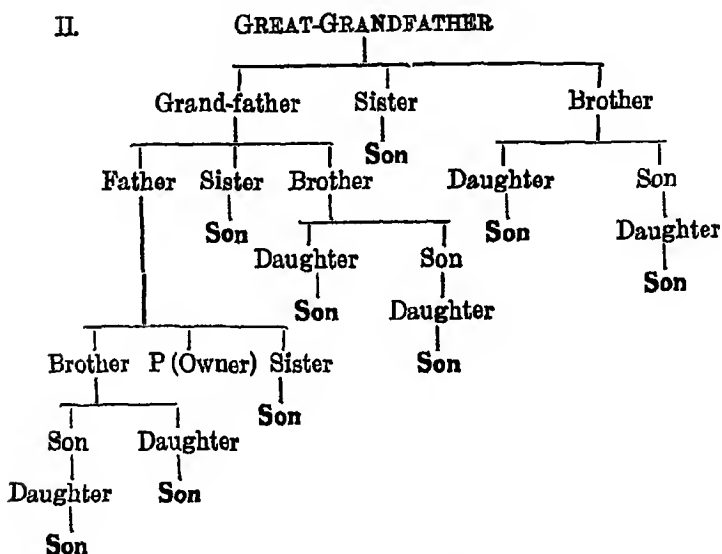 II. GREAT-GRANDFATHER
Grand-father Sister Brother
Son
Father Sister Brother Daughter Son
Son Son
Daughter Son Daughter
Son Daughter Son
Son
Brother P (Owner) Sister
Son
Son Daughter
Daughter Son
Son